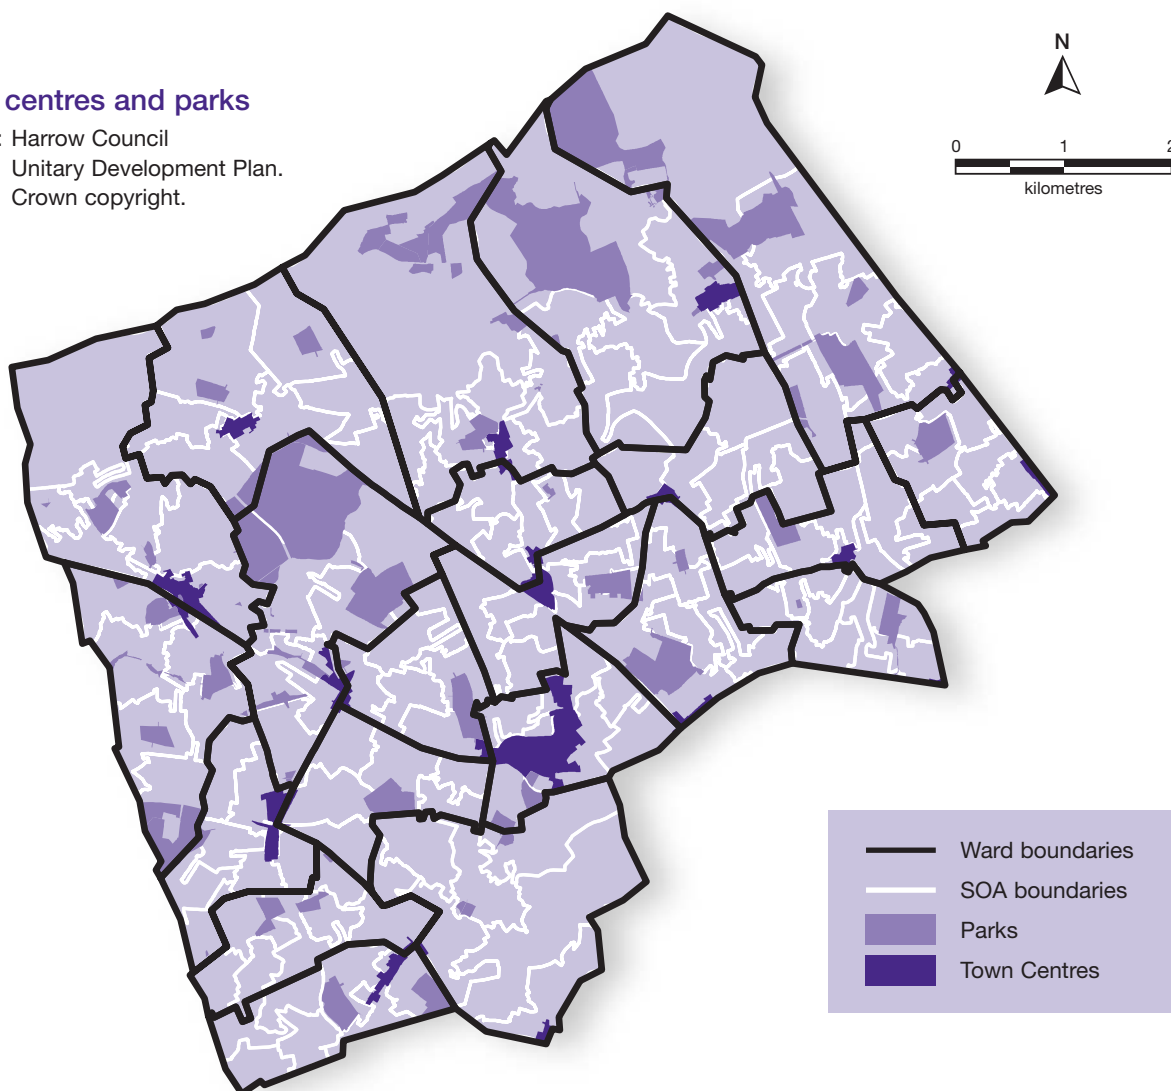 centres and parks
: Harrow Council
Unitary Development Plan.
Crown copyright.
N
0 1 2
kilometres
Ward boundaries
SOA boundaries
Parks
Town Centres